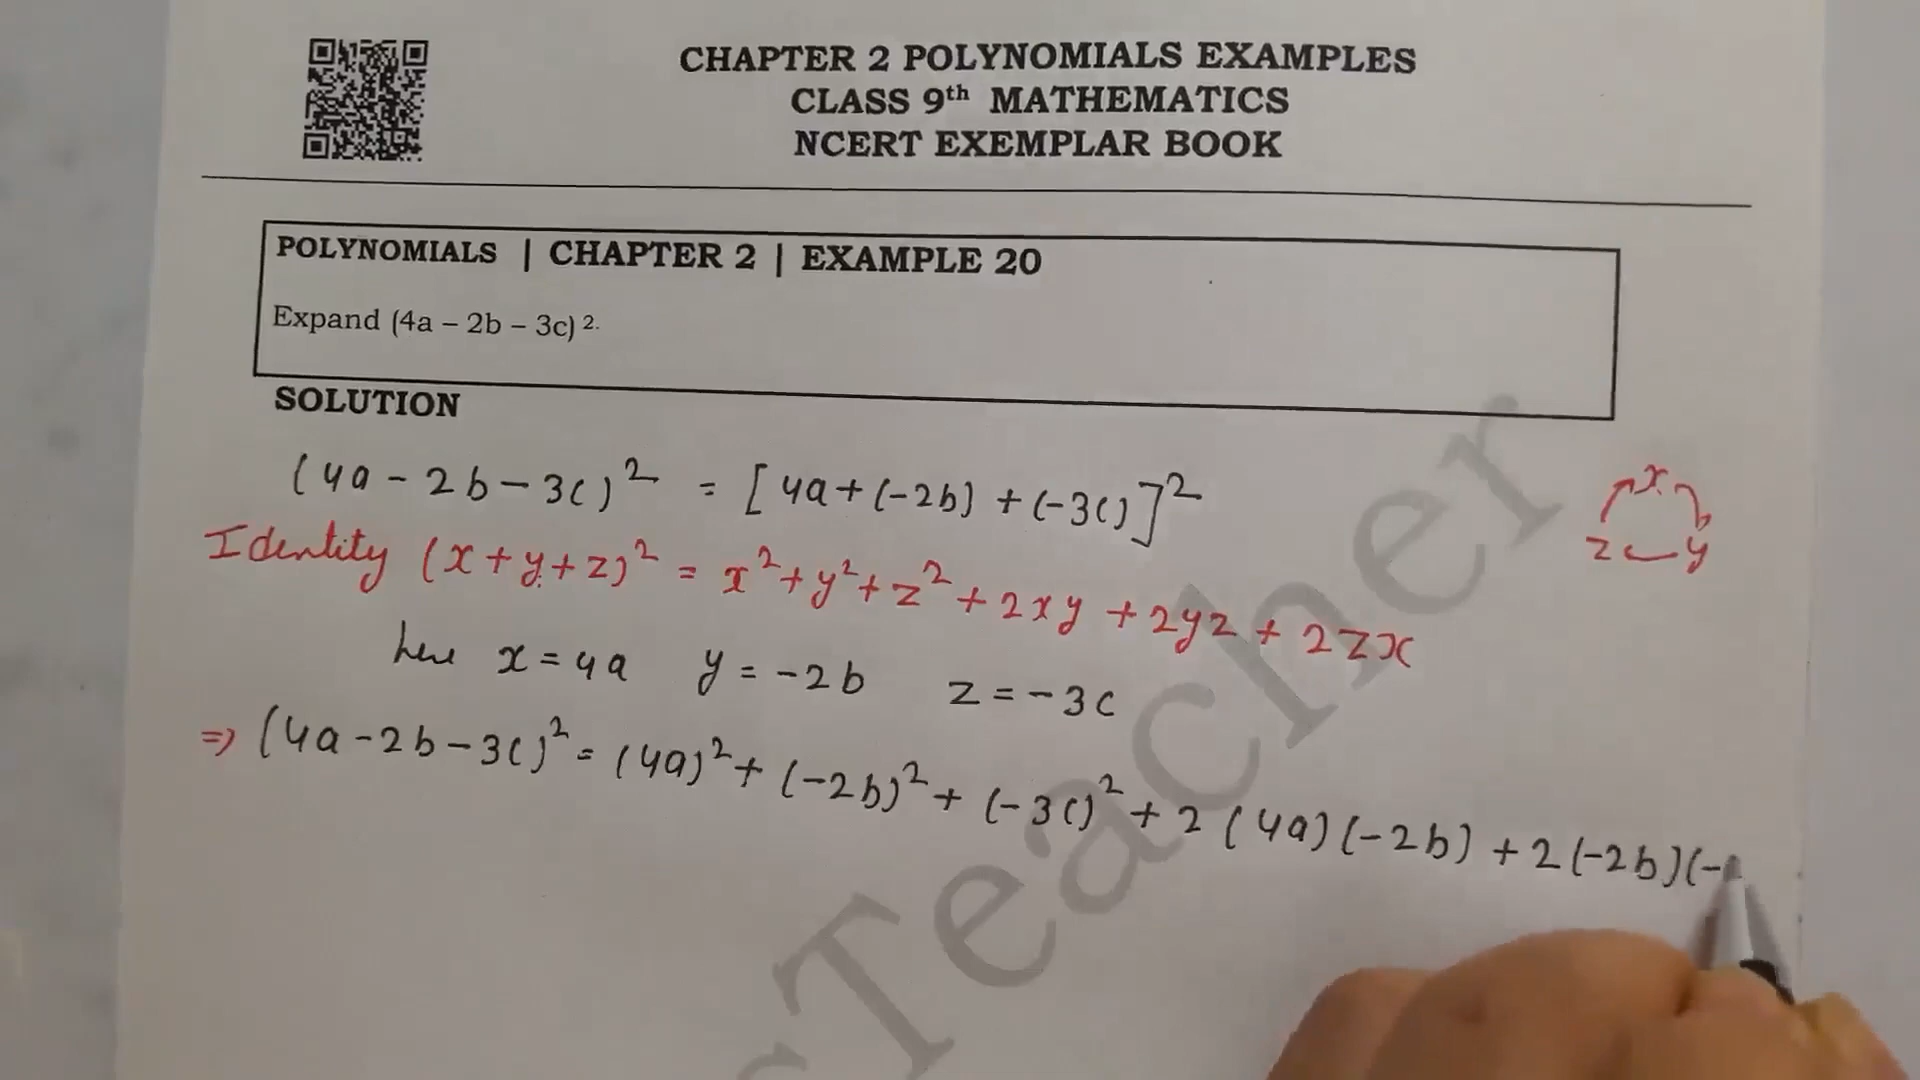 CHAPTER 2 POLYNOMIALS EXAMPLES
CLASS 9th MATHEMATICS
NCERT EXEMPLAR BOOK
POLYNOMIALS | CHAPTER 2 | EXAMPLE 20
Expand (4a – 2b – 3c) ².
SOLUTION
(4a - 2b - 3c)² = [4a + (-2b) + (-3c)]²
x
z y
Identity (x + y + z)² = x² + y² + z² + 2xy + 2yz + 2zx
here x = 4a y = -2b z = -3c
⇒ (4a - 2b - 3c)² = (4a)² + (-2b)² + (-3c)² + 2 (4a) (-2b) + 2 (-2b) (-
Teacher